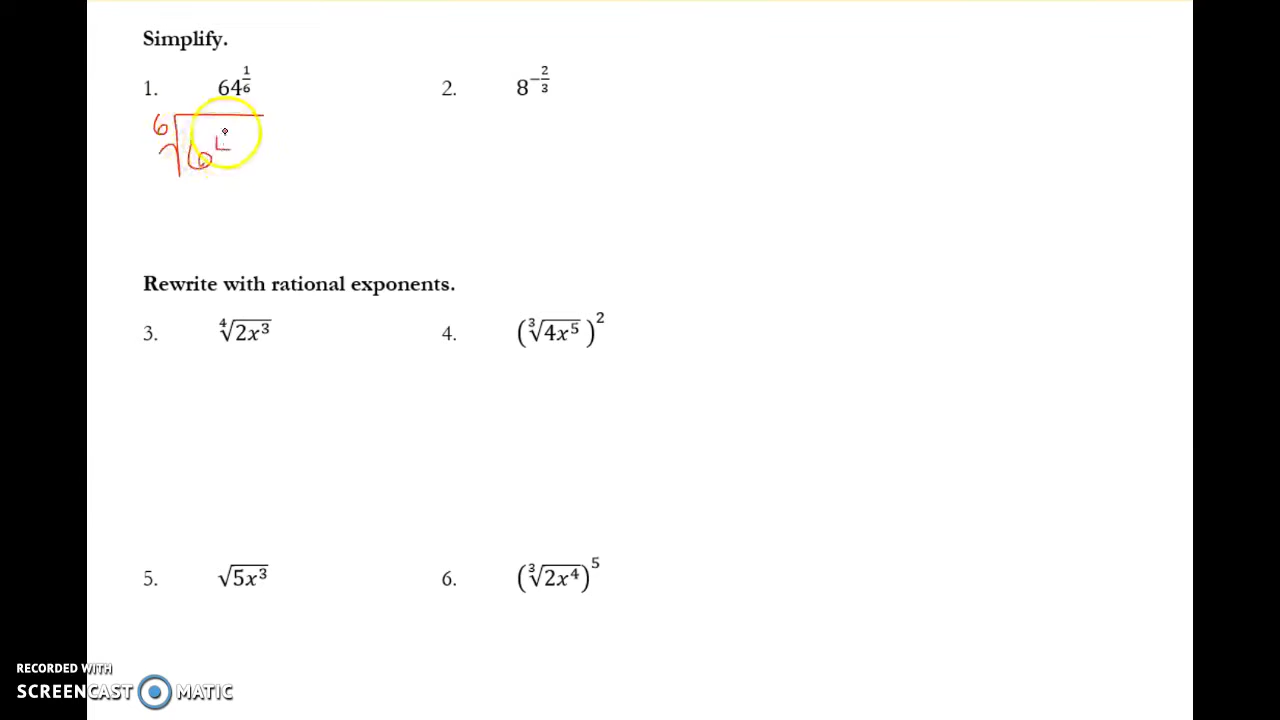 Simplify.
1. 64^{1/6} 2. 8^{-2/3}
6√6
Rewrite with rational exponents.
3. ∜(2x³) 4. (∛(4x⁵))²
5. √(5x³) 6. (∛(2x⁴))⁵
RECORDED WITH
SCREENCAST MATIC